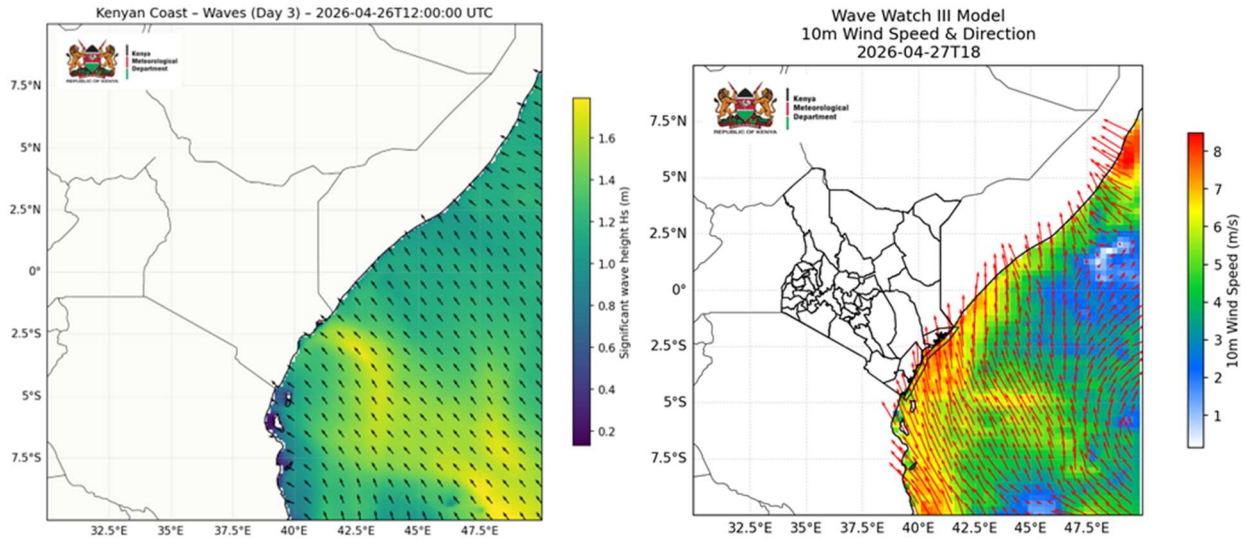 Kenyan Coast – Waves (Day 3) – 2026-04-26T12:00:00 UTC
Kenya
Meteorological
Department
REPUBLIC OF KENYA
7.5°N
5°N
2.5°N
0°
2.5°S
5°S
7.5°S
32.5°E
35°E
37.5°E
40°E
42.5°E
45°E
47.5°E
1.6
1.4
1.2
1.0
0.8
0.6
0.4
0.2
Significant wave height Hs (m)
Wave Watch III Model
10m Wind Speed & Direction
2026-04-27T18
Kenya
Meteorological
Department
REPUBLIC OF KENYA
7.5°N
5°N
2.5°N
0°
2.5°S
5°S
7.5°S
32.5°E
35°E
37.5°E
40°E
42.5°E
45°E
47.5°E
8
7
6
5
4
3
2
1
10m Wind Speed (m/s)